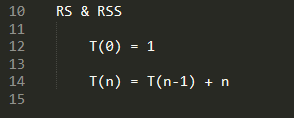 10 RS & RSS
11
12 T(0) = 1
13
14 T(n) = T(n-1) + n
15